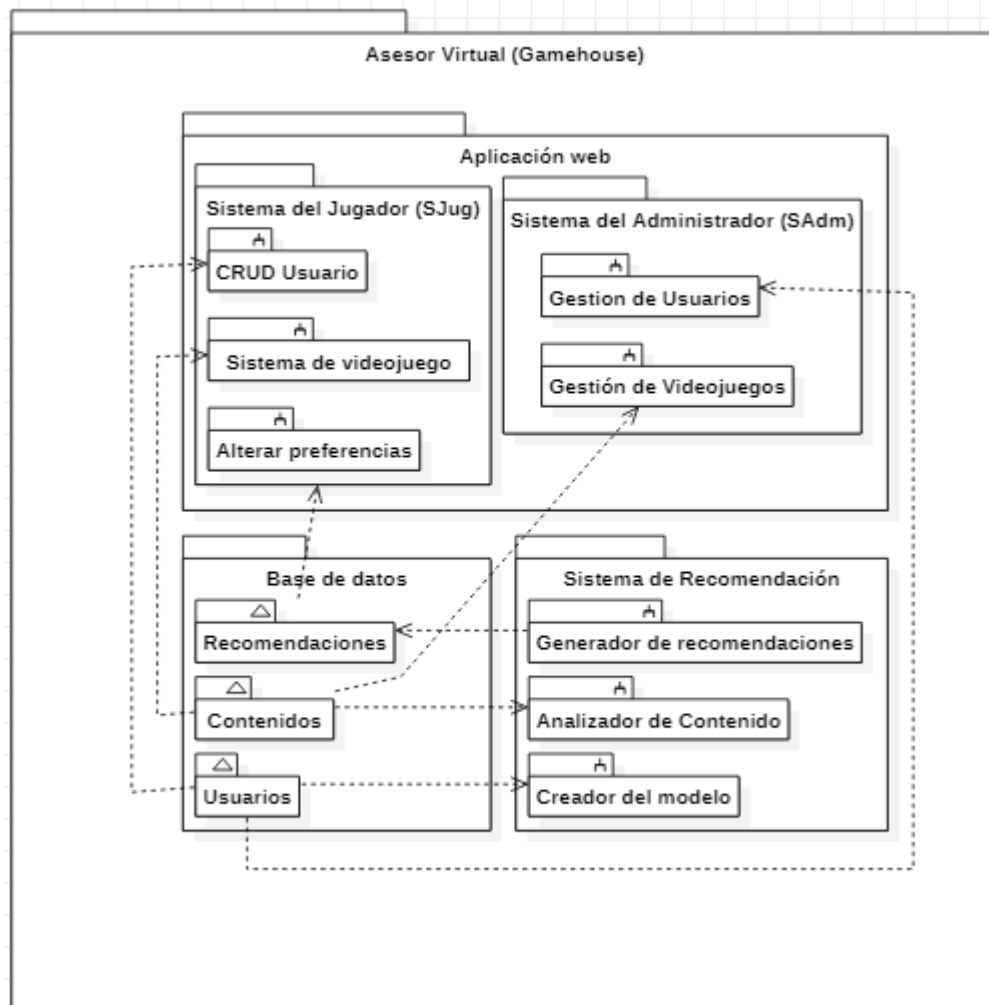 Asesor Virtual (Gamehouse)
Aplicación web
Sistema del Jugador (SJug)
CRUD Usuario
Sistema de videojuego
Alterar preferencias
Sistema del Administrador (SAdm)
Gestion de Usuarios
Gestión de Videojuegos
Base de datos
Recomendaciones
Contenidos
Usuarios
Sistema de Recomendación
Generador de recomendaciones
Analizador de Contenido
Creador del modelo